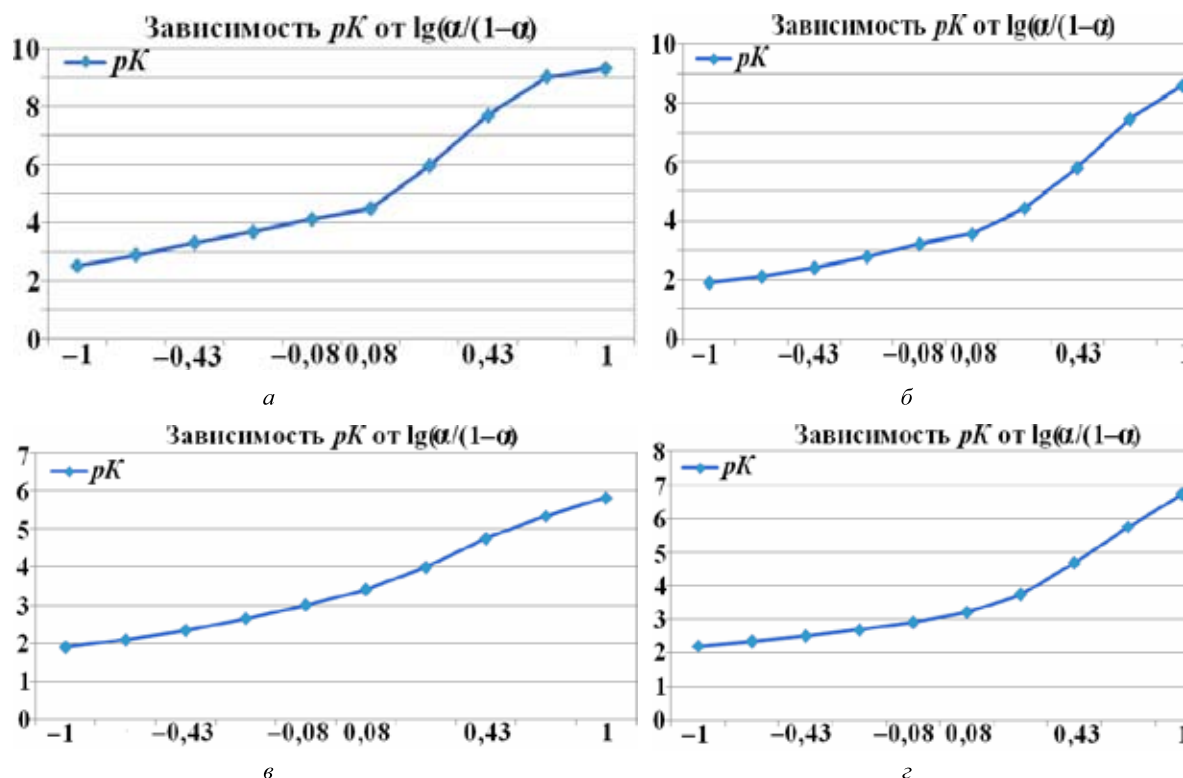 Зависимость pK от lg(α/(1–α)
pK
10
8
6
4
2
0
–1 –0,43 –0,08 0,08 0,43 1
а
Зависимость pK от lg(α/(1–α)
pK
10
8
6
4
2
0
–1 –0,43 –0,08 0,08 0,43
б
Зависимость pK от lg(α/(1–α)
pK
7
6
5
4
3
2
1
0
–1 –0,43 –0,08 0,08 0,43 1
в
Зависимость pK от lg(α/(1–α)
pK
8
7
6
5
4
3
2
1
0
–1 –0,43 –0,08 0,08 0,43 1
г